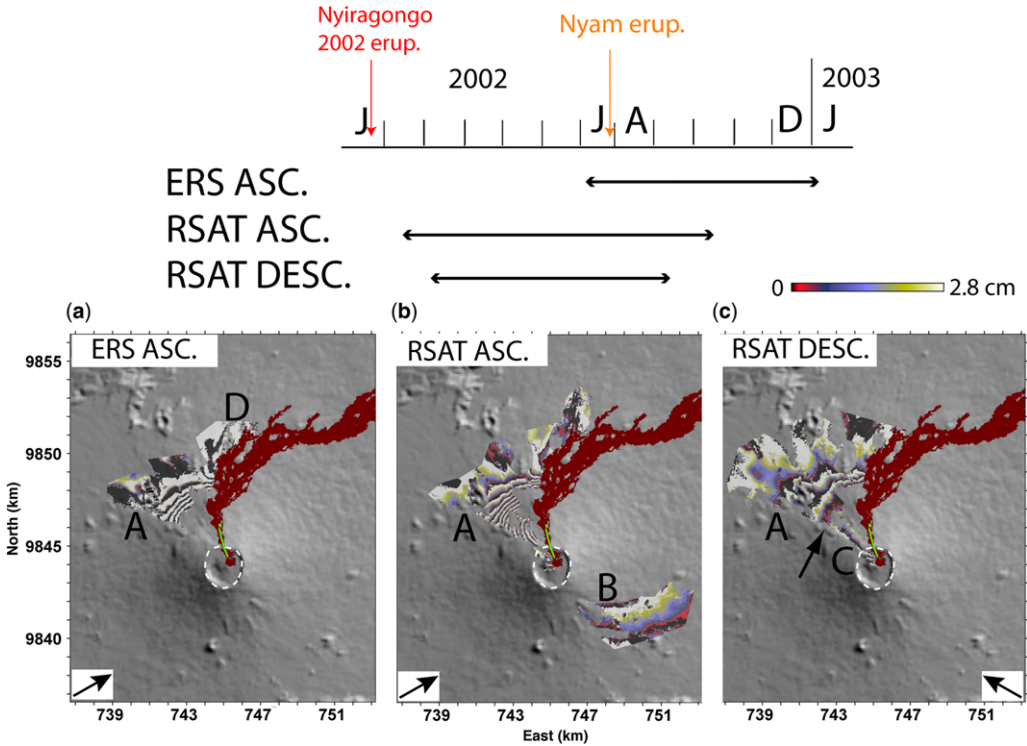 Nyiragongo
2002 erup.
Nyam erup.
2002
2003
J
J
A
D
J
ERS ASC.
RSAT ASC.
RSAT DESC.
0
2.8 cm
(a)
(b)
(c)
ERS ASC.
RSAT ASC.
RSAT DESC.
9855
9850
9845
9840
North (km)
D
A
A
B
A
C
739 743 747 751
739 743 747 751
739 743 747 751
East (km)